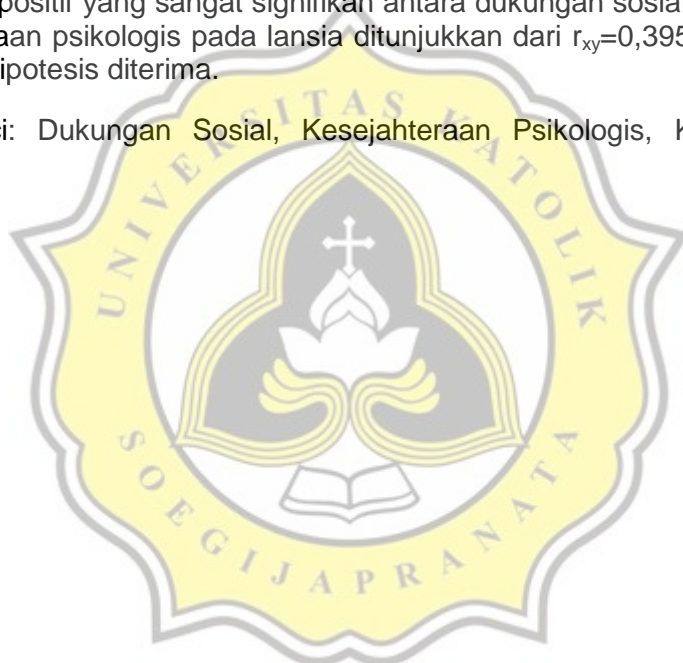 positif yang sangat signifikan antara dukungan sosial
aan psikologis pada lansia ditunjukkan dari rxy=0,395
ipotesis diterima.
i: Dukungan Sosial, Kesejahteraan Psikologis, K
UNIVERSITAS KATOLIK
SOEGIJAPRANATA